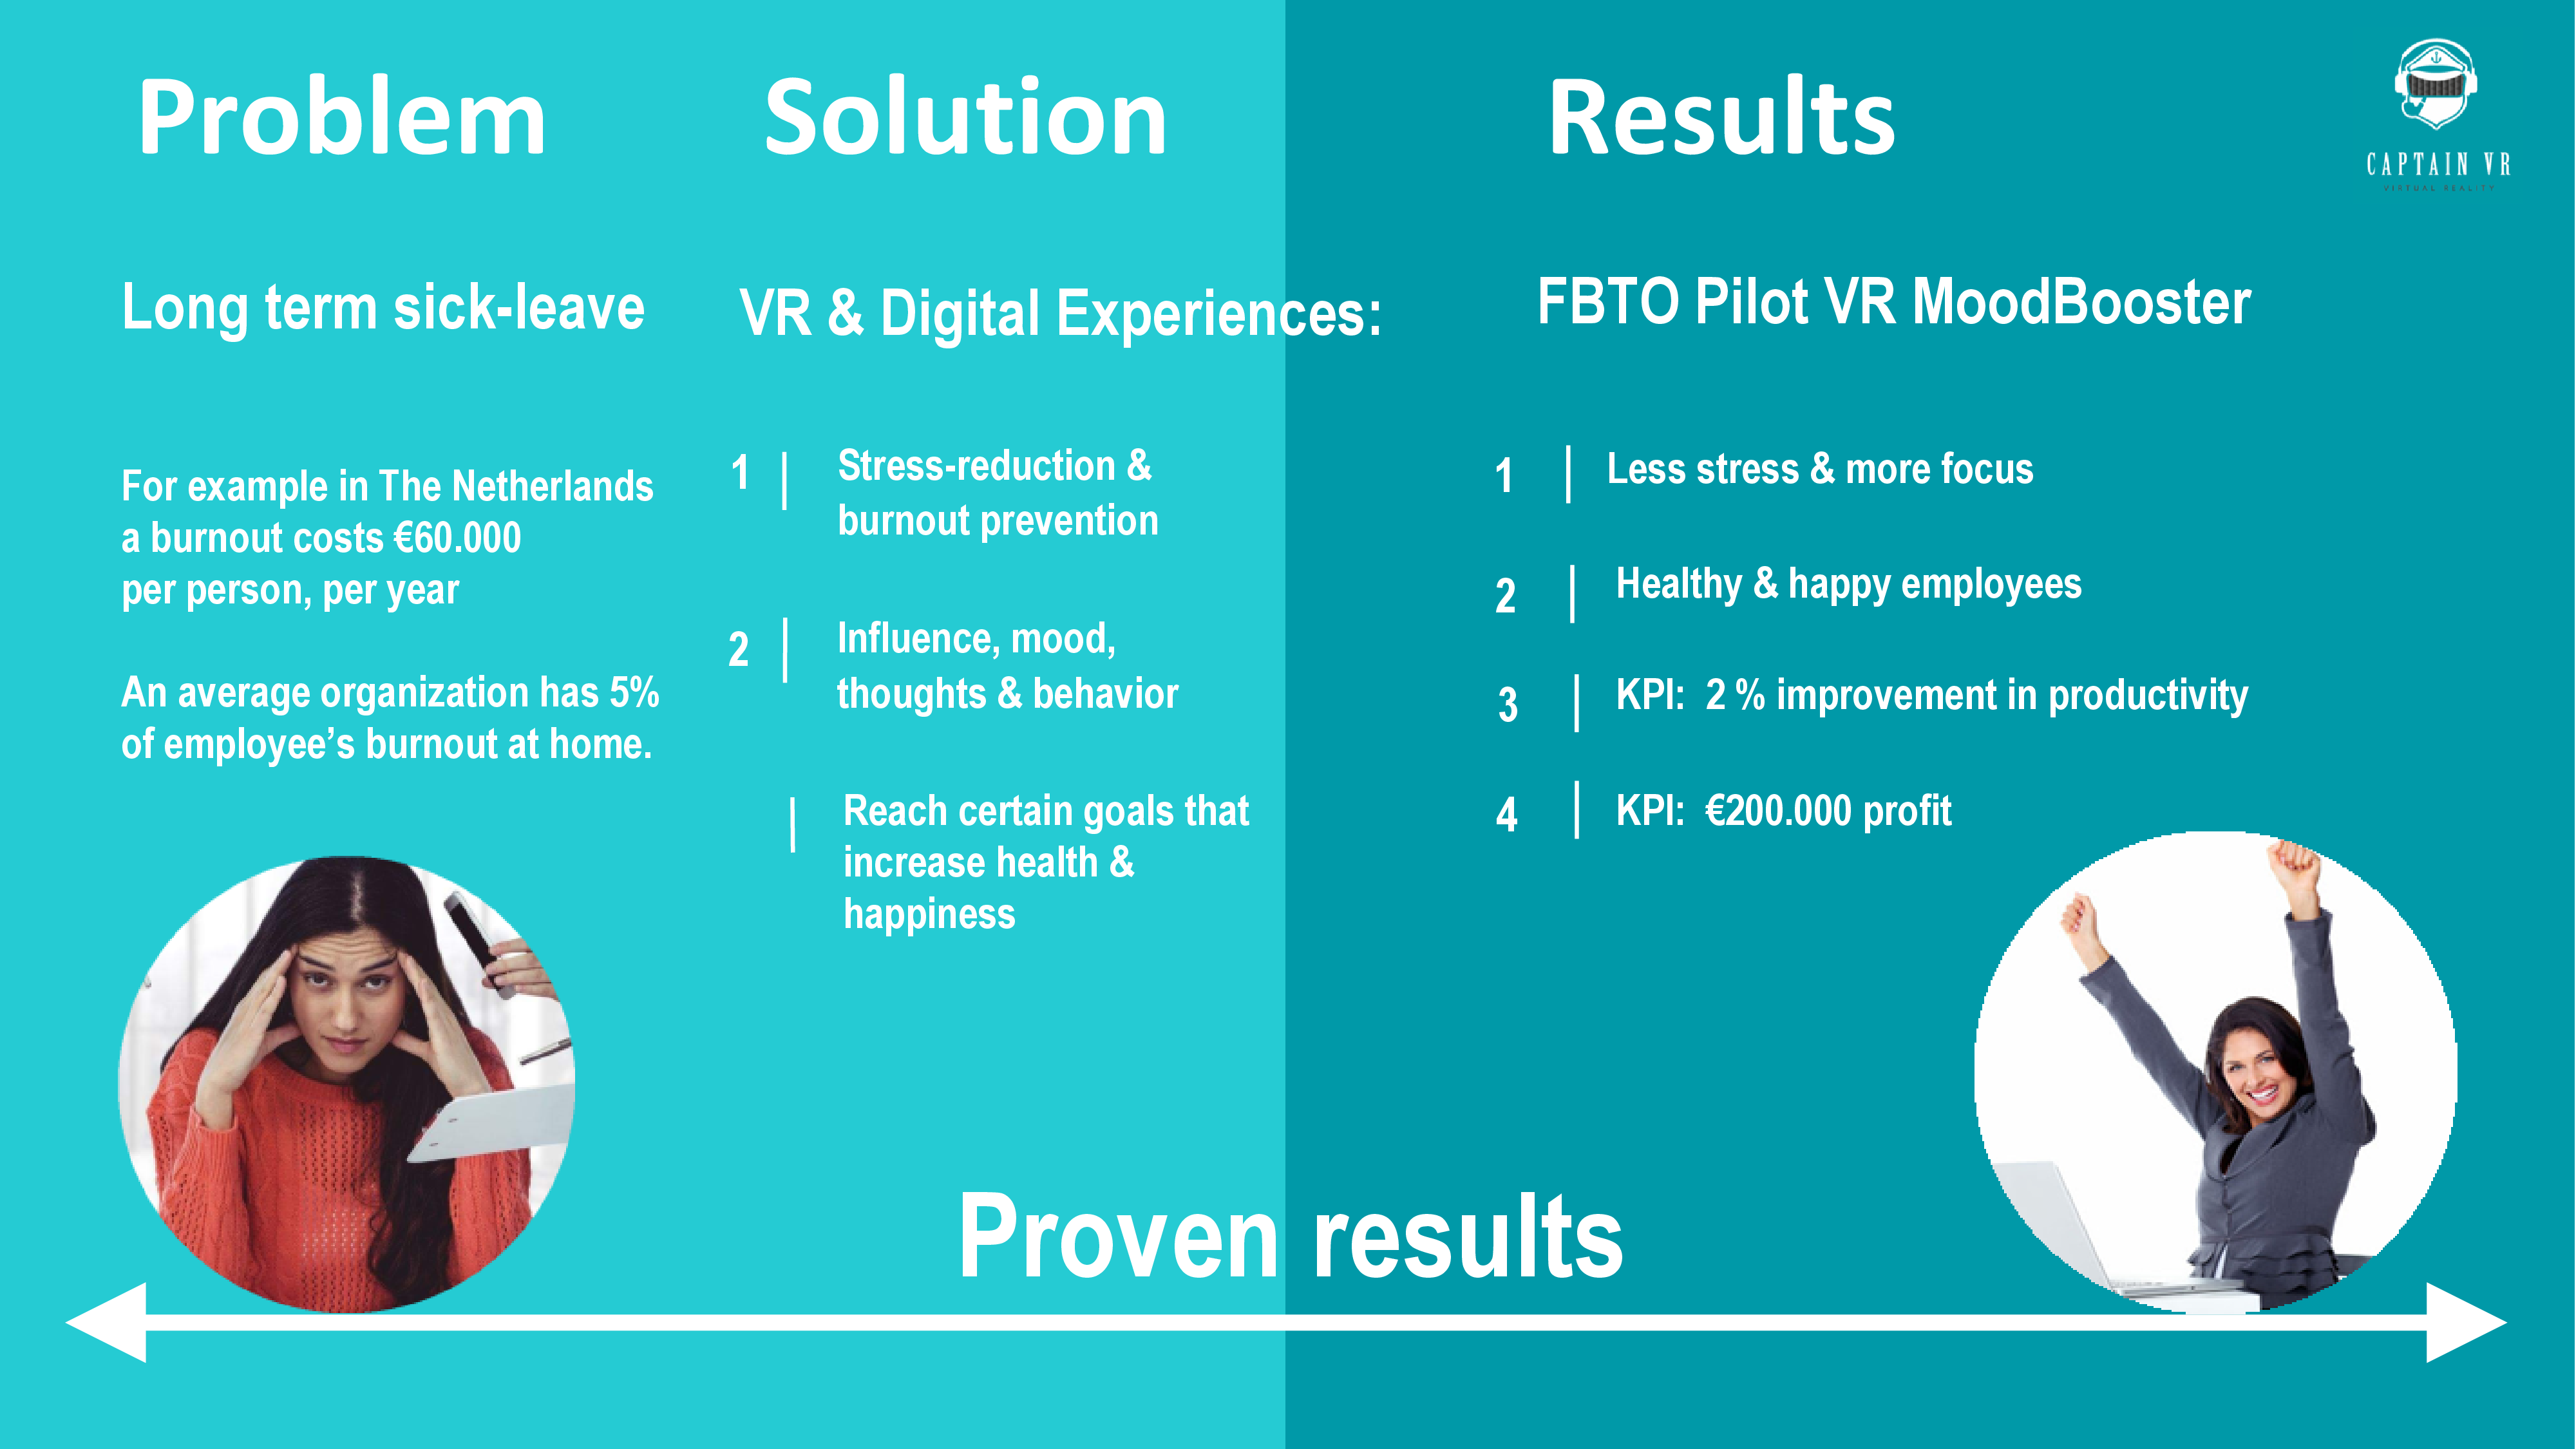 Problem
Long term sick-leave
For example in The Netherlands
a burnout costs €60.000
per person, per year
An average organization has 5%
of employee’s burnout at home.
Solution
VR & Digital Experiences:
1
Stress-reduction &
burnout prevention
2
Influence, mood,
thoughts & behavior
Reach certain goals that
increase health &
happiness
Results
FBTO Pilot VR MoodBooster
1
Less stress & more focus
2
Healthy & happy employees
3
KPI: 2 % improvement in productivity
4
KPI: €200.000 profit
CAPTAIN VR
VIRTUAL REALITY
Proven results